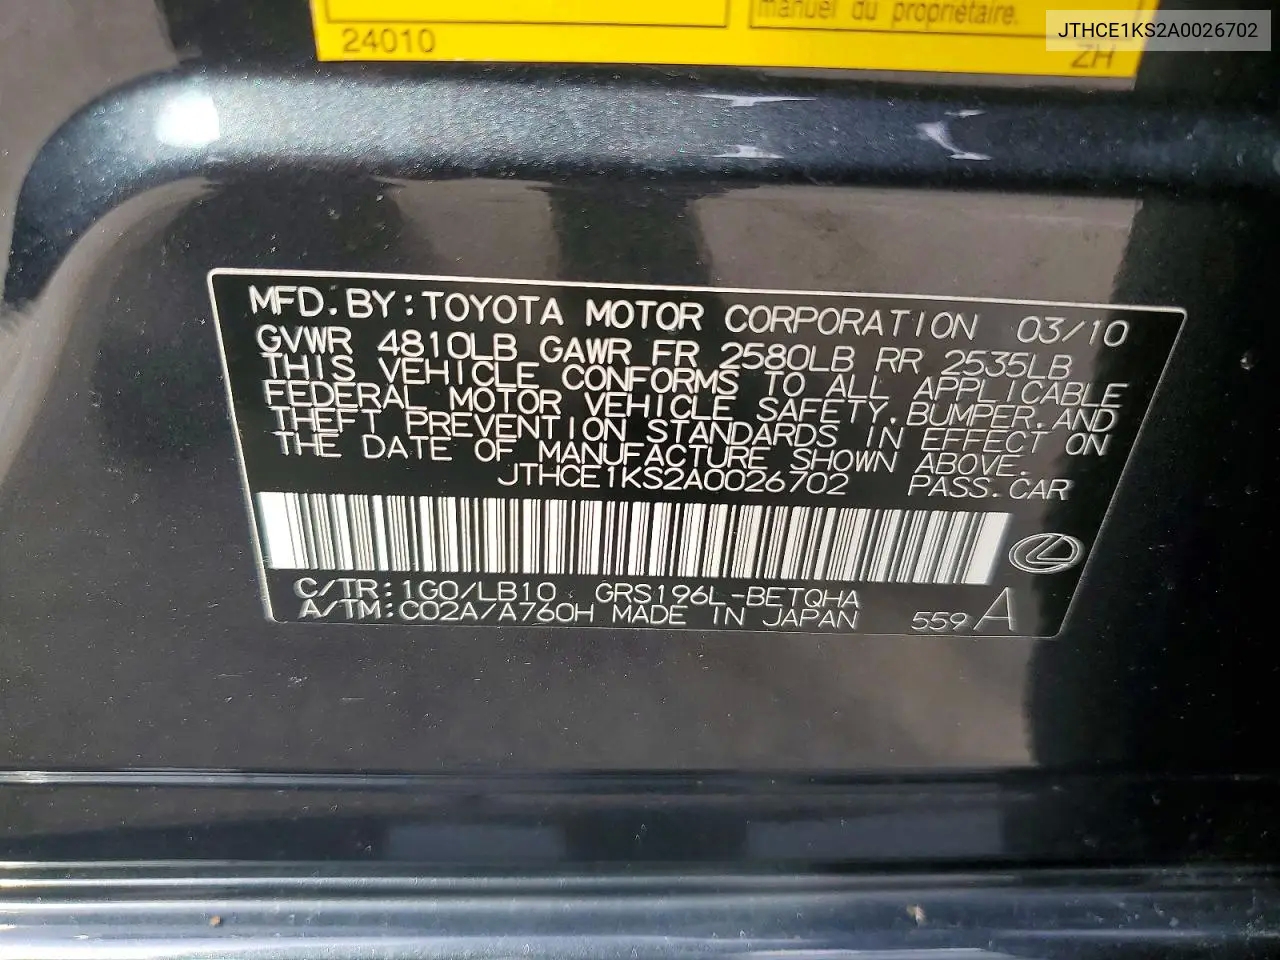 manuel du propriétaire.
24010
ZH
JTHCE1KS2A0026702
MFD. BY: TOYOTA MOTOR CORPORATION 03/10
GVWR 4810LB GAWR FR 2580LB RR 2535LB
THIS VEHICLE CONFORMS TO ALL APPLICABLE
FEDERAL MOTOR VEHICLE SAFETY, BUMPER, AND
THEFT PREVENTION STANDARDS IN EFFECT ON
THE DATE OF MANUFACTURE SHOWN ABOVE.
JTHCE1KS2A0026702 PASS. CAR
C/TR: 1G0/LB10 GRS196L-BETQHA
A/TM: C02A/A760H MADE IN JAPAN 559 A